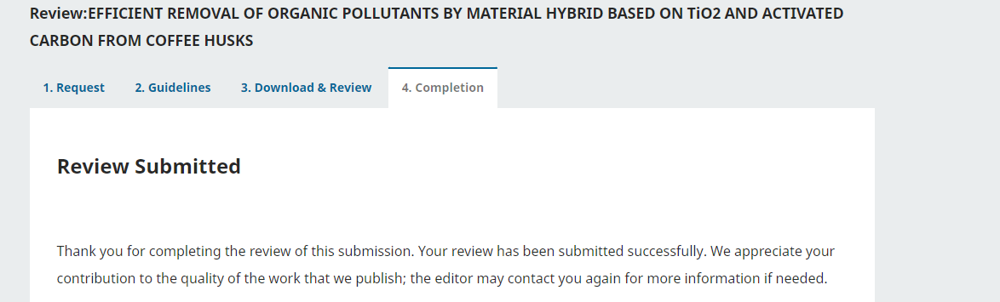 Review:EFFICIENT REMOVAL OF ORGANIC POLLUTANTS BY MATERIAL HYBRID BASED ON TiO2 AND ACTIVATED
CARBON FROM COFFEE HUSKS
1. Request 2. Guidelines 3. Download & Review 4. Completion
Review Submitted
Thank you for completing the review of this submission. Your review has been submitted successfully. We appreciate your
contribution to the quality of the work that we publish; the editor may contact you again for more information if needed.